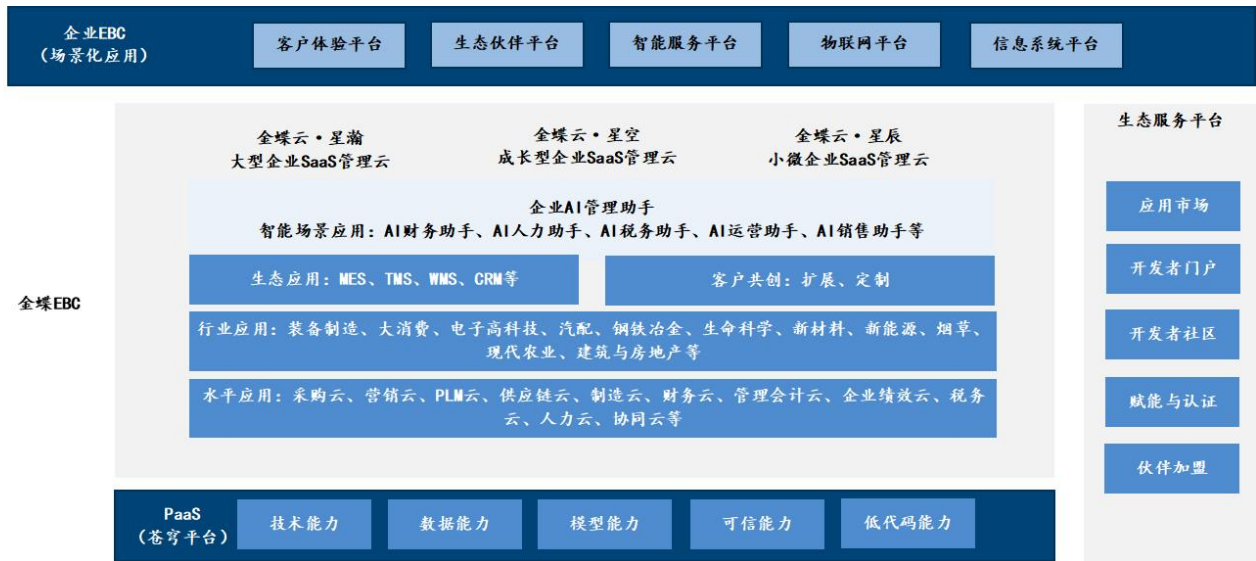 企业EBC
（场景化应用）
客户体验平台
生态伙伴平台
智能服务平台
物联网平台
信息系统平台
金蝶EBC
金蝶云·星瀚
大型企业SaaS管理云
金蝶云·星空
成长型企业SaaS管理云
金蝶云·星辰
小微企业SaaS管理云
企业AI管理助手
智能场景应用：AI财务助手、AI人力助手、AI税务助手、AI运营助手、AI销售助手等
生态应用：MES、TMS、WMS、CRM等
客户共创：扩展、定制
行业应用：装备制造、大消费、电子高科技、汽配、钢铁冶金、生命科学、新材料、新能源、烟草、
现代农业、建筑与房地产等
水平应用：采购云、营销云、PLM云、供应链云、制造云、财务云、管理会计云、企业绩效云、税务
云、人力云、协同云等
PaaS
（苍穹平台）
技术能力
数据能力
模型能力
可信能力
低代码能力
生态服务平台
应用市场
开发者门户
开发者社区
赋能与认证
伙伴加盟